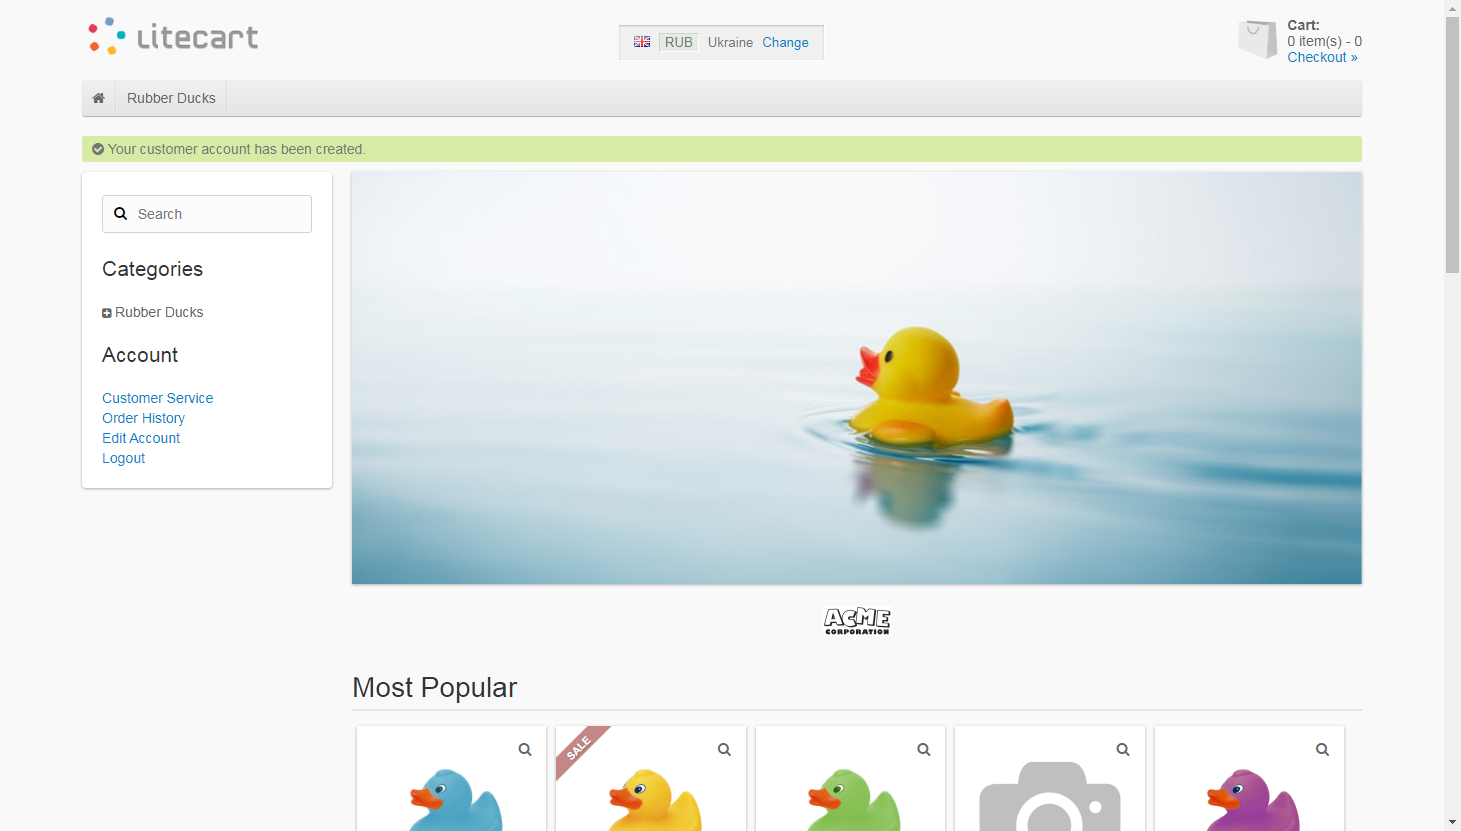 Litecart
RUB Ukraine Change
Cart:
0 item(s) - 0
Checkout »
Rubber Ducks
Your customer account has been created.
Search
Categories
Rubber Ducks
Account
Customer Service
Order History
Edit Account
Logout
ACME
CORPORATION
Most Popular
SALE